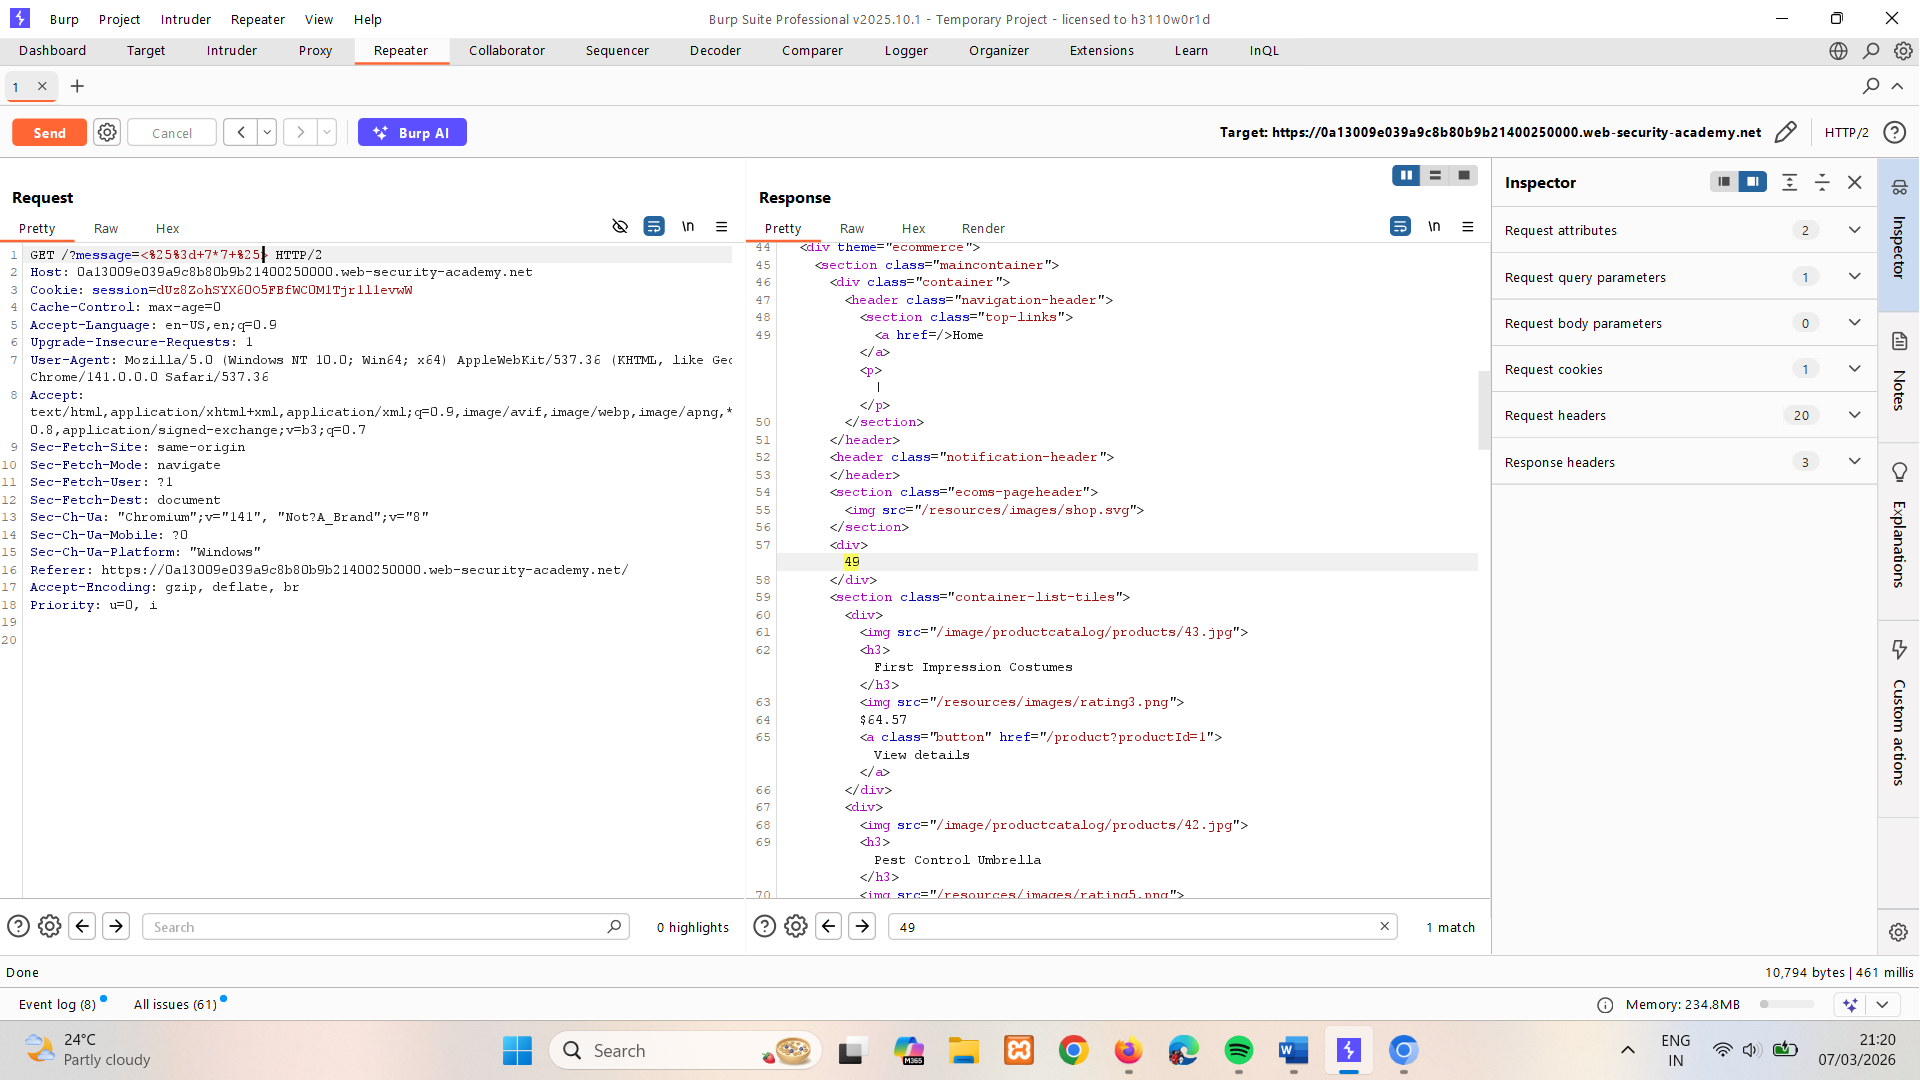 Burp Project Intruder Repeater View Help
Burp Suite Professional v2025.10.1 - Temporary Project - licensed to h3110w0r1d
Dashboard Target Intruder Proxy Repeater Collaborator Sequencer Decoder Comparer Logger Organizer Extensions Learn InQL
1
Send Cancel Burp AI
Target: https://0a13009e039a9c8b80b9b21400250000.web-security-academy.net HTTP/2
Request
Pretty Raw Hex
\n
1 GET /?message=<%25%3d+7*7+%25> HTTP/2
2 Host: 0a13009e039a9c8b80b9b21400250000.web-security-academy.net
3 Cookie: session=dUz8ZohSYX60O5FBfWC0M1Tjr1l1evwW
4 Cache-Control: max-age=0
5 Accept-Language: en-US,en;q=0.9
6 Upgrade-Insecure-Requests: 1
7 User-Agent: Mozilla/5.0 (Windows NT 10.0; Win64; x64) AppleWebKit/537.36 (KHTML, like Gec
Chrome/141.0.0.0 Safari/537.36
8 Accept:
text/html,application/xhtml+xml,application/xml;q=0.9,image/avif,image/webp,image/apng,*
0.8,application/signed-exchange;v=b3;q=0.7
9 Sec-Fetch-Site: same-origin
10 Sec-Fetch-Mode: navigate
11 Sec-Fetch-User: ?1
12 Sec-Fetch-Dest: document
13 Sec-Ch-Ua: "Chromium";v="141", "Not?A_Brand";v="8"
14 Sec-Ch-Ua-Mobile: ?0
15 Sec-Ch-Ua-Platform: "Windows"
16 Referer: https://0a13009e039a9c8b80b9b21400250000.web-security-academy.net/
17 Accept-Encoding: gzip, deflate, br
18 Priority: u=0, i
19
20
Search
0 highlights
Response
Pretty Raw Hex Render
\n
44 <div theme="ecommerce">
45 <section class="maincontainer">
46 <div class="container">
47 <header class="navigation-header">
48 <section class="top-links">
49 <a href=/>Home
</a>
<p>
|
</p>
50 </section>
51 </header>
52 <header class="notification-header">
53 </header>
54 <section class="ecoms-pageheader">
55 <img src="/resources/images/shop.svg">
56 </section>
57 <div>
49
58 </div>
59 <section class="container-list-tiles">
60 <div>
61 <img src="/image/productcatalog/products/43.jpg">
62 <h3>
First Impression Costumes
</h3>
63 <img src="/resources/images/rating3.png">
64 $64.57
65 <a class="button" href="/product?productId=1">
View details
</a>
66 </div>
67 <div>
68 <img src="/image/productcatalog/products/42.jpg">
69 <h3>
Pest Control Umbrella
</h3>
70 <img src="/resources/images/rating5.png">
49
1 match
Inspector
Request attributes 2
Request query parameters 1
Request body parameters 0
Request cookies 1
Request headers 20
Response headers 3
Inspector
Notes
Explanations
Custom actions
Done
10,794 bytes | 461 millis
Event log (8) All issues (61)
Memory: 234.8MB
24°C
Partly cloudy
Search
M365
W
ENG
IN
21:20
07/03/2026